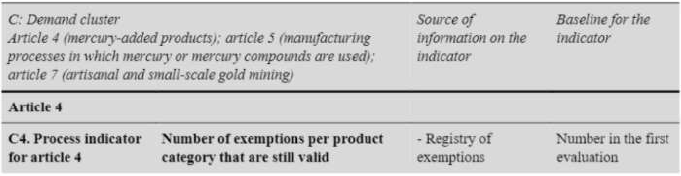 C: Demand cluster
Article 4 (mercury-added products); article 5 (manufacturing
processes in which mercury or mercury compounds are used);
article 7 (artisanal and small-scale gold mining)
Source of
information on the
indicator
Baseline for the
indicator
Article 4
C4. Process indicator
for article 4
Number of exemptions per product
category that are still valid
- Registry of
exemptions
Number in the first
evaluation